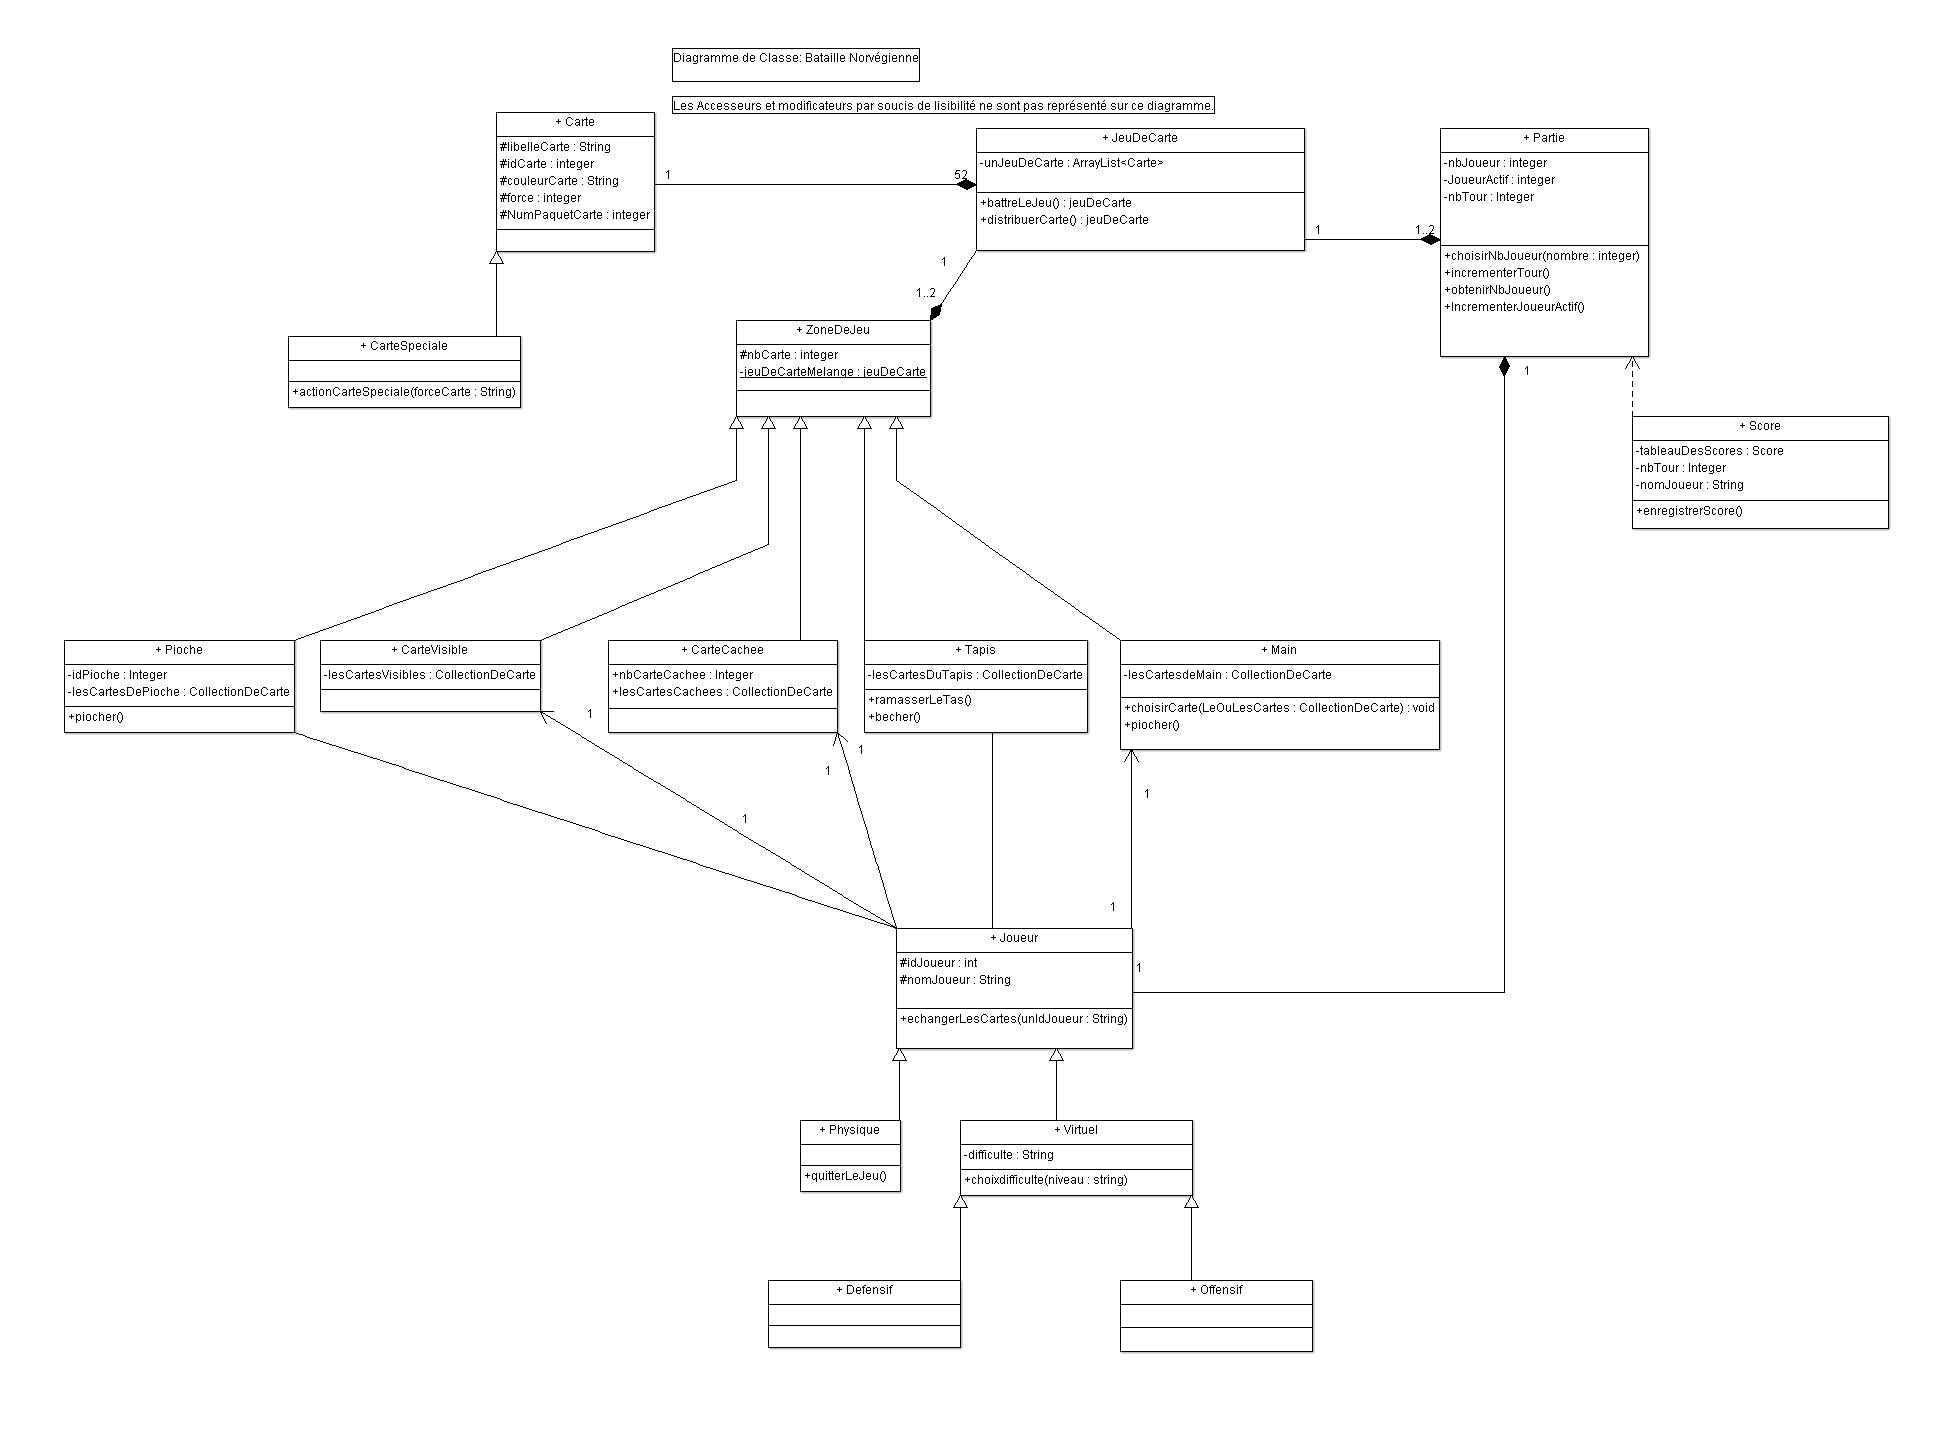 Diagramme de Classe: Bataille Norvégienne
Les Accesseurs et modificateurs par soucis de lisibilité ne sont pas représenté sur ce diagramme.
+ Carte
#libelleCarte : String
#idCarte : integer
#couleurCarte : String
#force : integer
#NumPaquetCarte : integer
1
52
+ JeuDeCarte
-unJeuDeCarte : ArrayList<Carte>
+battreLeJeu() : jeuDeCarte
+distribuerCarte() : jeuDeCarte
1
1..2
+ Partie
-nbJoueur : integer
-JoueurActif : integer
-nbTour : Integer
+choisirNbJoueur(nombre : integer)
+incrementerTour()
+obtenirNbJoueur()
+IncrementerJoueurActif()
1
1..2
+ CarteSpeciale
+actionCarteSpeciale(forceCarte : String)
+ ZoneDeJeu
#nbCarte : integer
-jeuDeCarteMelange : jeuDeCarte
1
+ Score
-tableauDesScores : Score
-nbTour : Integer
-nomJoueur : String
+enregistrerScore()
+ Pioche
-idPioche : Integer
-lesCartesDePioche : CollectionDeCarte
+piocher()
+ CarteVisible
-lesCartesVisibles : CollectionDeCarte
+ CarteCachee
+nbCarteCachee : Integer
+lesCartesCachees : CollectionDeCarte
+ Tapis
-lesCartesDuTapis : CollectionDeCarte
+ramasserLeTas()
+becher()
+ Main
-lesCartesdeMain : CollectionDeCarte
+choisirCarte(LeOuLesCartes : CollectionDeCarte) : void
+piocher()
1
1
1
1
1
1
1
+ Joueur
#idJoueur : int
#nomJoueur : String
+echangerLesCartes(unIdJoueur : String)
+ Physique
+quitterLeJeu()
+ Virtuel
-difficulte : String
+choixdifficulte(niveau : string)
+ Defensif
+ Offensif